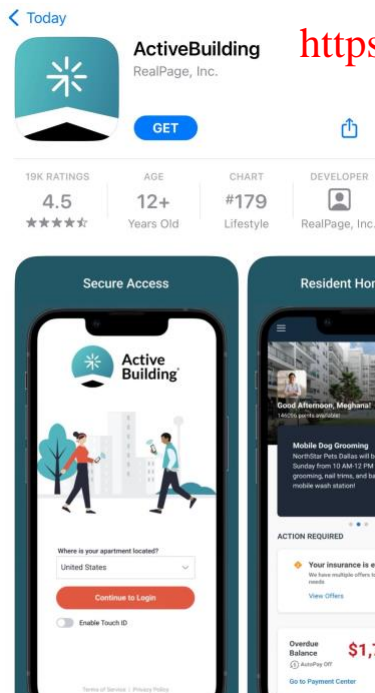 Today
ActiveBuilding
https
RealPage, Inc.
GET
19K RATINGS
AGE
CHART
DEVELOPER
4.5
12+
#179
Years Old
Lifestyle
RealPage, Inc.
Secure Access
Resident Hor
Active
Building
Good Afternoon, Meghana!
points available!
Mobile Dog Grooming
NorthStar Pets Dallas will b
Sunday from 10 AM-12 PM
grooming, nail trims, and ba
mobile wash station!
ACTION REQUIRED
Where is your apartment located?
United States
Your insurance is e
We have multiple offers to
needs
Continue to Login
View Offers
Enable Touch ID
Overdue
Balance
$1,7
AutoPay Off
Go to Payment Center
Terms of Service | Privacy Policy